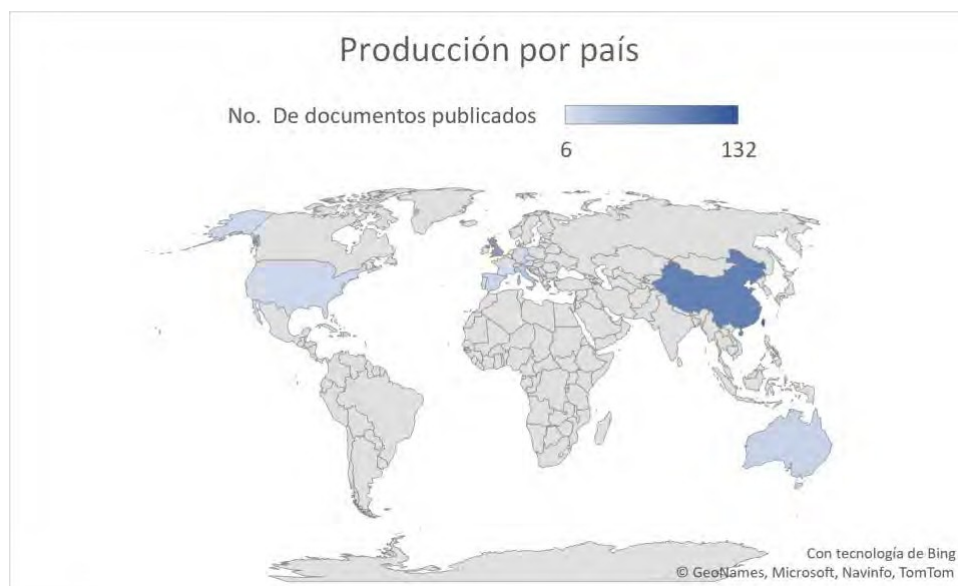 Producción por país
No. De documentos publicados
6 132
Con tecnología de Bing
© GeoNames, Microsoft, Navinfo, TomTom